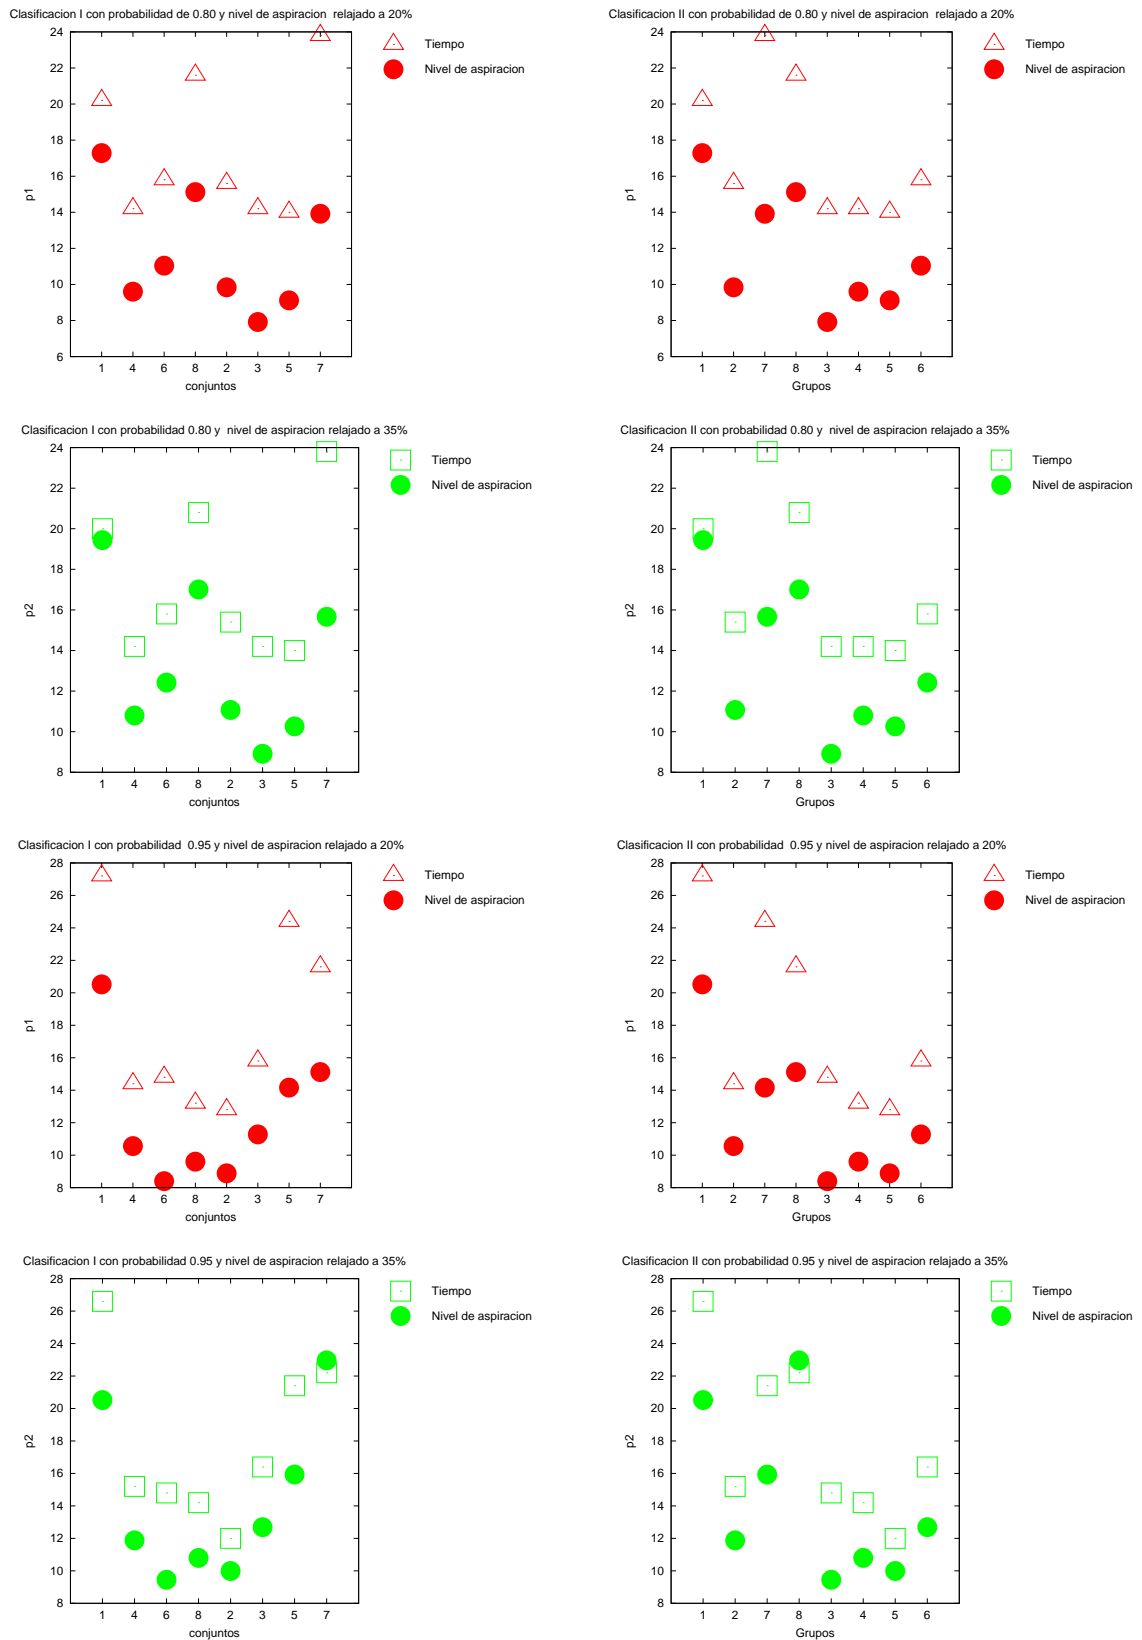 Clasificacion I con probabilidad de 0.80 y nivel de aspiracion relajado a 20%
24
22
20
18
16
14
12
10
8
6
p1
1 4 6 8 2 3 5 7
conjuntos
Tiempo
Nivel de aspiracion
Clasificacion II con probabilidad de 0.80 y nivel de aspiracion relajado a 20%
24
22
20
18
16
14
12
10
8
6
p1
1 2 7 8 3 4 5 6
Grupos
Tiempo
Nivel de aspiracion
Clasificacion I con probabilidad 0.80 y nivel de aspiracion relajado a 35%
24
22
20
18
16
14
12
10
8
p2
1 4 6 8 2 3 5 7
conjuntos
Tiempo
Nivel de aspiracion
Clasificacion II con probabilidad 0.80 y nivel de aspiracion relajado a 35%
24
22
20
18
16
14
12
10
8
p2
1 2 7 8 3 4 5 6
Grupos
Tiempo
Nivel de aspiracion
Clasificacion I con probabilidad 0.95 y nivel de aspiracion relajado a 20%
28
26
24
22
20
18
16
14
12
10
8
p1
1 4 6 8 2 3 5 7
conjuntos
Tiempo
Nivel de aspiracion
Clasificacion II con probabilidad 0.95 y nivel de aspiracion relajado a 20%
28
26
24
22
20
18
16
14
12
10
8
p1
1 2 7 8 3 4 5 6
Grupos
Tiempo
Nivel de aspiracion
Clasificacion I con probabilidad 0.95 y nivel de aspiracion relajado a 35%
28
26
24
22
20
18
16
14
12
10
8
p2
1 4 6 8 2 3 5 7
conjuntos
Tiempo
Nivel de aspiracion
Clasificacion II con probabilidad 0.95 y nivel de aspiracion relajado a 35%
28
26
24
22
20
18
16
14
12
10
8
p2
1 2 7 8 3 4 5 6
Grupos
Tiempo
Nivel de aspiracion